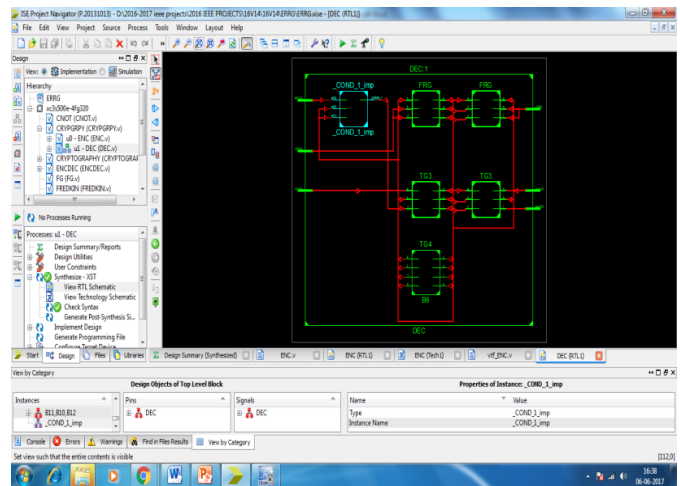 ISE Project Navigator (P.20131013) - D:\2016-2017 ieee projects\2016 IEEE PROJECTS\16V14\16V14\ERRG\ERRG.xise - [DEC (RTL1)]
File Edit View Project Source Process Tools Window Layout Help
Design
View: Implementation Simulation
Hierarchy
ERRG
xc3s500e-4fg320
CNOT (CNOT.v)
CRYPGRPY (CRYPGRPY.v)
u0 - ENC (ENC.v)
u1 - DEC (DEC.v)
CRYPTOGRAPHY (CRYPTOGRAF
ENCDEC (ENCDEC.v)
FG (FG.v)
FREDKIN (FREDKIN.v)
No Processes Running
Processes: u1 - DEC
Design Summary/Reports
Design Utilities
User Constraints
Synthesize - XST
View RTL Schematic
View Technology Schematic
Check Syntax
Generate Post-Synthesis Si...
Implement Design
Generate Programming File
Configure Target Device
DEC:1
_COND_1_imp
FRG
FRG
_COND_1_imp
TG3
TG3
TG4
B6
DEC
Start Design Files Libraries Design Summary (Synthesized) ENC.v ENC (RTL1) ENC (Tech1) vtf_ENC.v DEC (RTL1)
View by Category
Design Objects of Top Level Block
Properties of Instance: _COND_1_imp
Instances Pins Signals Name Value
B11,B10,B12 DEC DEC Type _COND_1_imp
_COND_1_imp Instance Name _COND_1_imp
Console Errors Warnings Find in Files Results View by Category
Set view such that the entire contents is visible [112,0]
16:38
06-06-2017